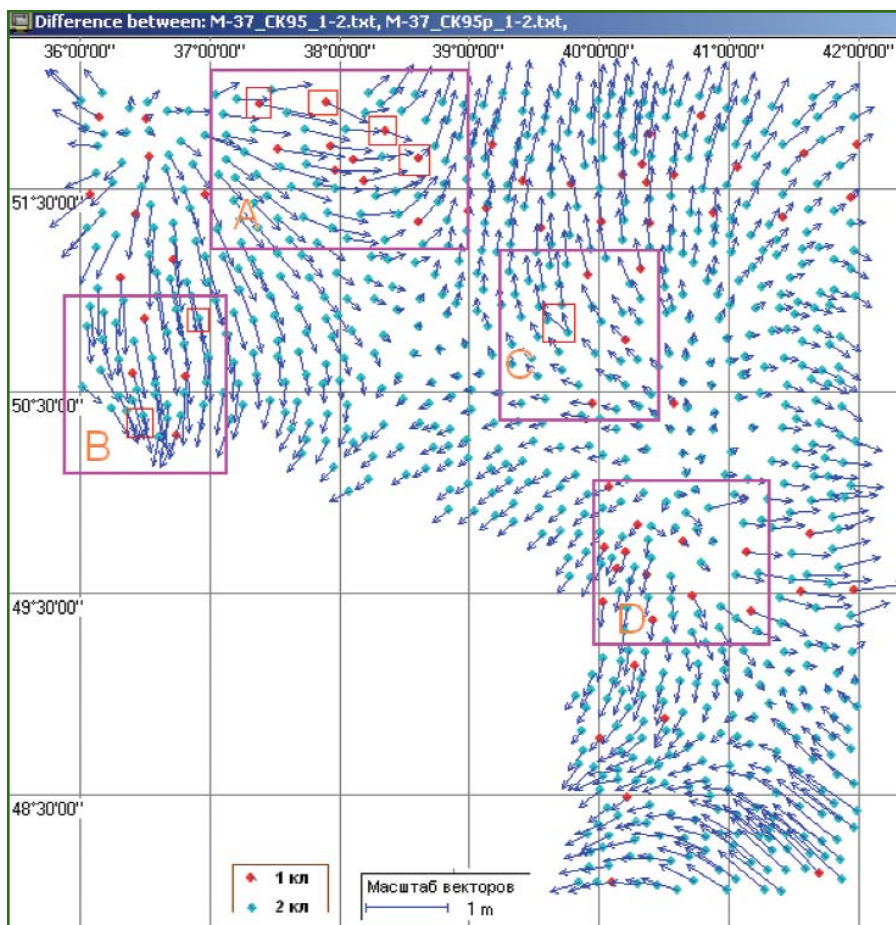 Difference between: M-37_CK95_1-2.txt, M-37_CK95p_1-2.txt,
36°00'00" 37°00'00" 38°00'00" 39°00'00" 40°00'00" 41°00'00" 42°00'00"
51°30'00"
A
C
50°30'00"
B
49°30'00"
D
48°30'00"
1 кл
2 кл
Масштаб векторов
1 m